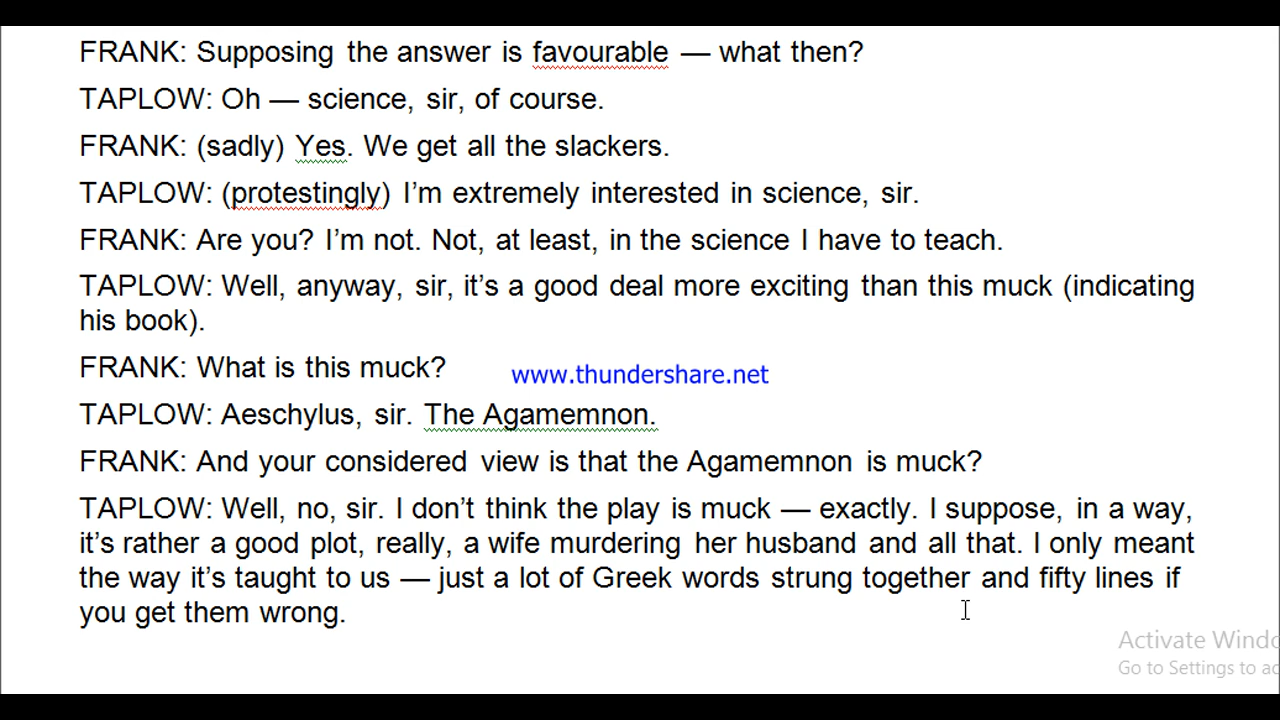 FRANK: Supposing the answer is favourable — what then?
TAPLOW: Oh — science, sir, of course.
FRANK: (sadly) Yes. We get all the slackers.
TAPLOW: (protestingly) I’m extremely interested in science, sir.
FRANK: Are you? I’m not. Not, at least, in the science I have to teach.
TAPLOW: Well, anyway, sir, it’s a good deal more exciting than this muck (indicating
his book).
FRANK: What is this muck?
www.thundershare.net
TAPLOW: Aeschylus, sir. The Agamemnon.
FRANK: And your considered view is that the Agamemnon is muck?
TAPLOW: Well, no, sir. I don’t think the play is muck — exactly. I suppose, in a way,
it’s rather a good plot, really, a wife murdering her husband and all that. I only meant
the way it’s taught to us — just a lot of Greek words strung together and fifty lines if
you get them wrong.
Activate Windo
Go to Settings to ac